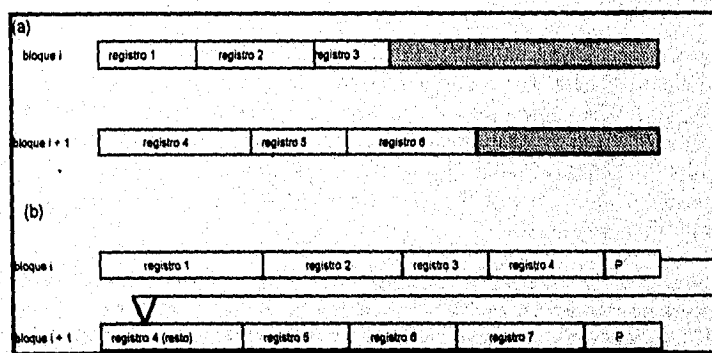 (a)
bloque i registro 1 registro 2 registro 3
bloque i + 1 registro 4 registro 5 registro 6
(b)
bloque i registro 1 registro 2 registro 3 registro 4 P
bloque i + 1 registro 4 (resto) registro 5 registro 6 registro 7 P